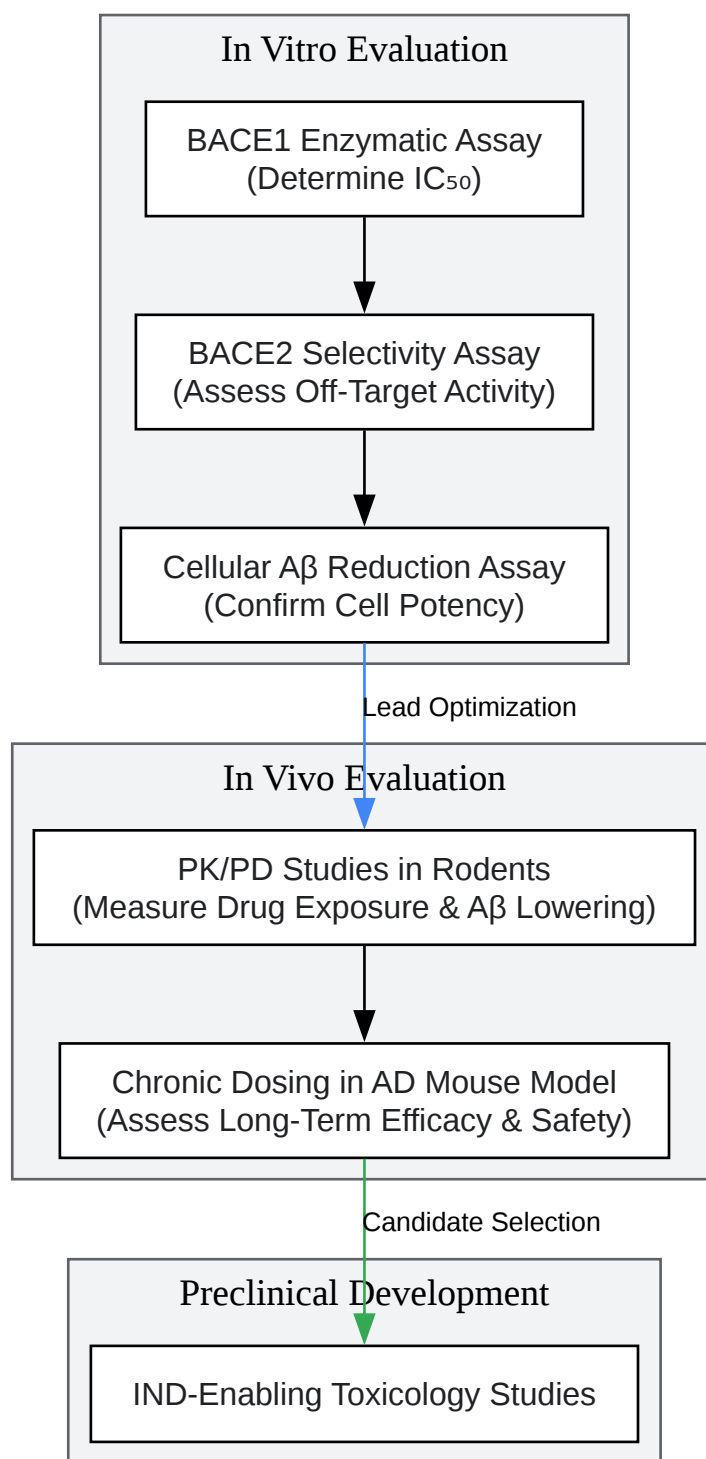 In Vitro Evaluation
BACE1 Enzymatic Assay
(Determine IC₅₀)
BACE2 Selectivity Assay
(Assess Off-Target Activity)
Cellular Aβ Reduction Assay
(Confirm Cell Potency)
Lead Optimization
In Vivo Evaluation
PK/PD Studies in Rodents
(Measure Drug Exposure & Aβ Lowering)
Chronic Dosing in AD Mouse Model
(Assess Long-Term Efficacy & Safety)
Candidate Selection
Preclinical Development
IND-Enabling Toxicology Studies